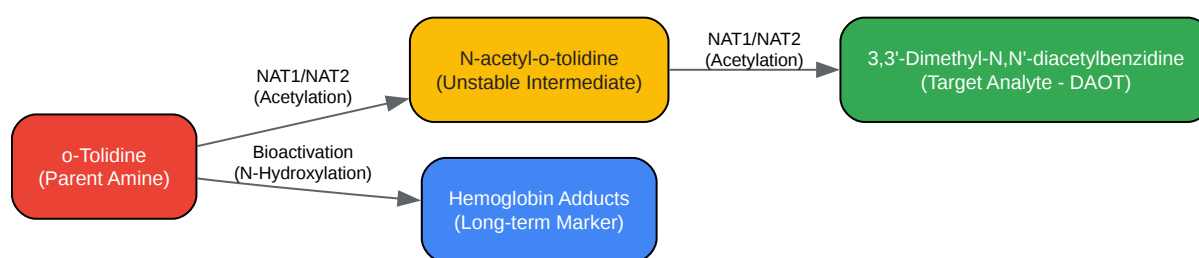 o-Tolidine
(Parent Amine)
NAT1/NAT2
(Acetylation)
Bioactivation
(N-Hydroxylation)
N-acetyl-o-tolidine
(Unstable Intermediate)
Hemoglobin Adducts
(Long-term Marker)
NAT1/NAT2
(Acetylation)
3,3'-Dimethyl-N,N'-diacetylbenzidine
(Target Analyte - DAOT)